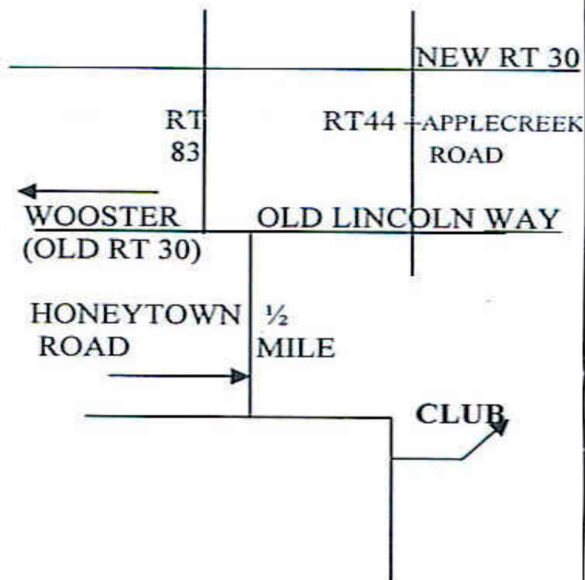 NEW RT 30
RT
83
RT44
APPLECREEK
ROAD
WOOSTER
(OLD RT 30)
OLD LINCOLN WAY
HONEYTOWN
ROAD
½
MILE
CLUB